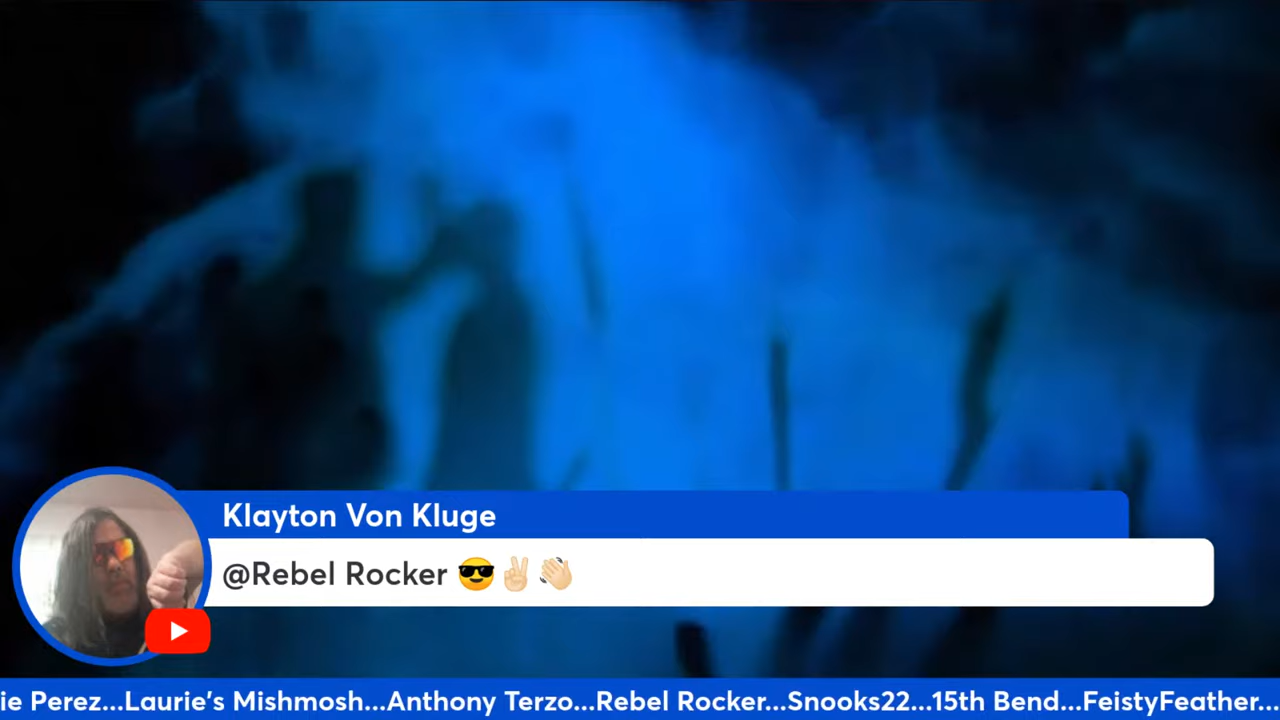 Klayton Von Kluge
@Rebel Rocker 😎✌🏻👋🏻
ie Perez...Laurie's Mishmosh...Anthony Terzo...Rebel Rocker...Snooks22...15th Bend...FeistyFeather...